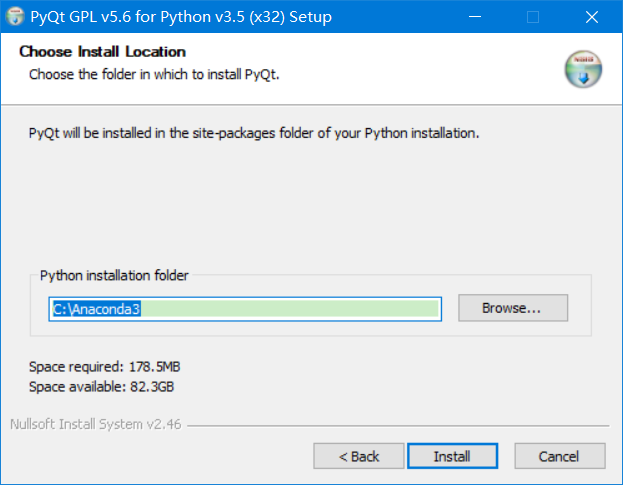 PyQt GPL v5.6 for Python v3.5 (x32) Setup
Choose Install Location
Choose the folder in which to install PyQt.
PyQt will be installed in the site-packages folder of your Python installation.
Python installation folder
C:\Anaconda3
Browse...
Space required: 178.5MB
Space available: 82.3GB
Nullsoft Install System v2.46
< Back
Install
Cancel